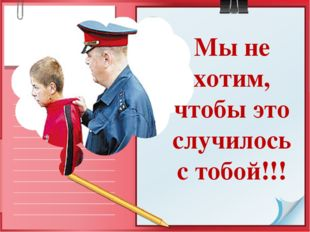 Мы не
хотим,
чтобы это
случилось
с тобой!!!